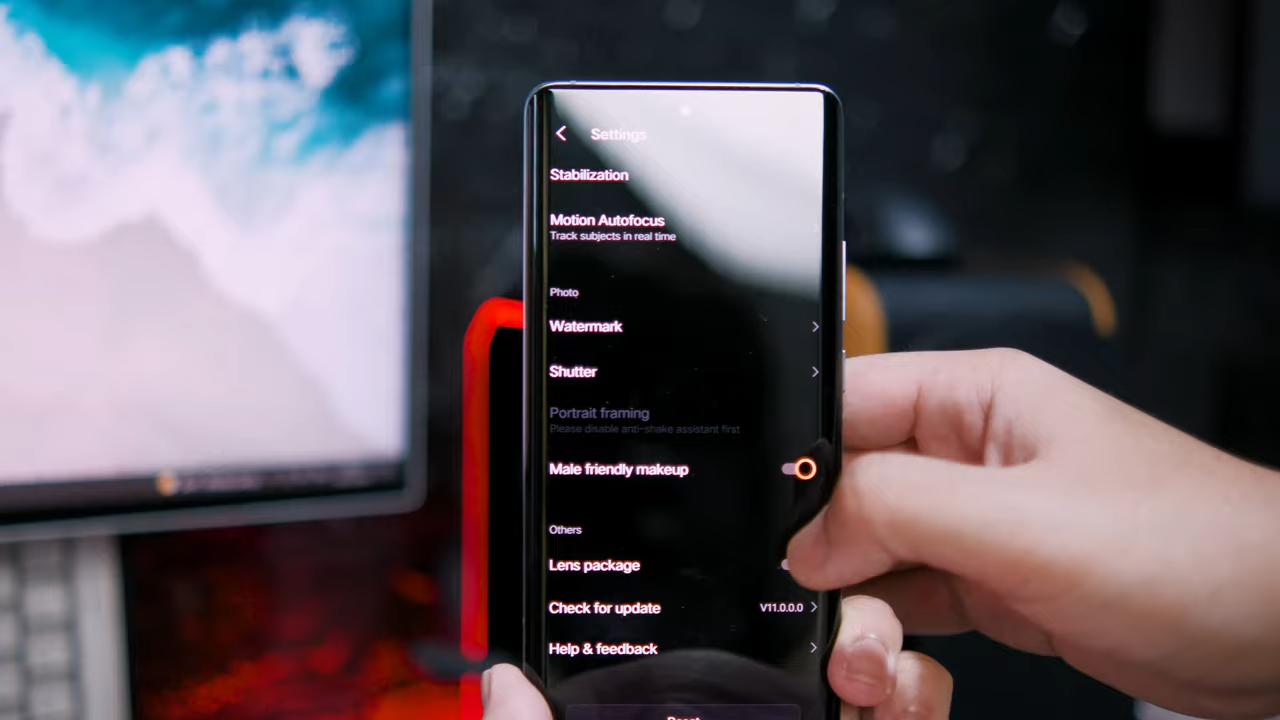 Settings
Stabilization
Motion Autofocus
Track subjects in real time
Photo
Watermark
Shutter
Portrait framing
Please disable anti-shake assistant first
Male friendly makeup
Others
Lens package
Check for update V11.0.0.0
Help & feedback
Reset